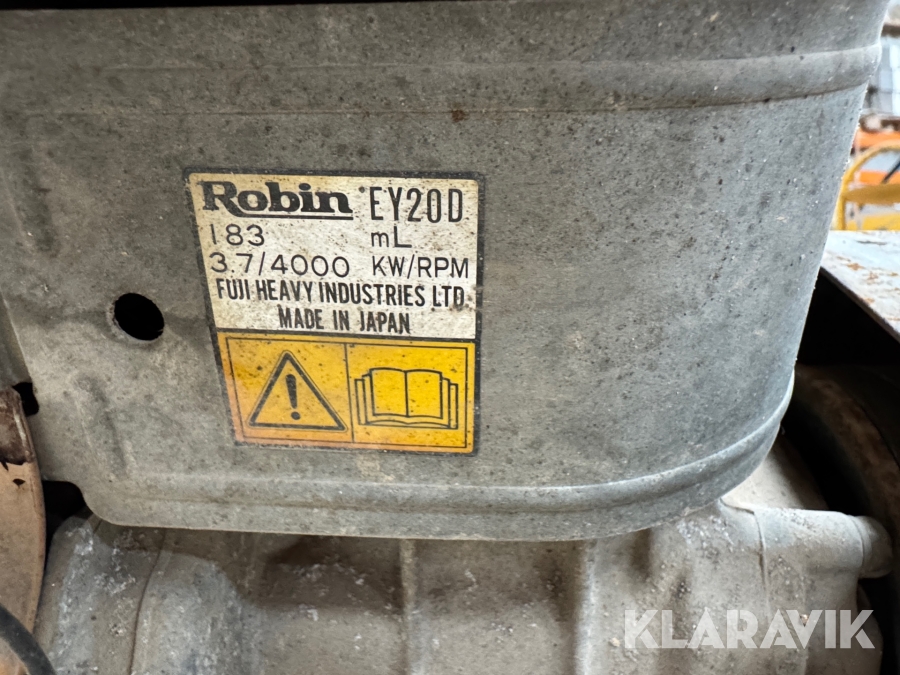 Robin EY20D
183 mL
3.7/4000 KW/RPM
FUJI HEAVY INDUSTRIES LTD.
MADE IN JAPAN
KLARAVIK